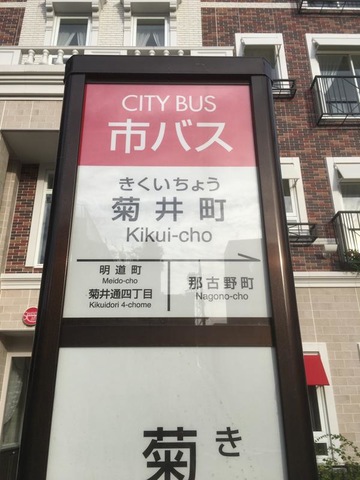 CITY BUS
市バス
きくいちょう
菊井町
Kikui-cho
明道町
Meido-cho
菊井通四丁目
Kikuidori 4-chome
那古野町
Nagono-cho
き
菊